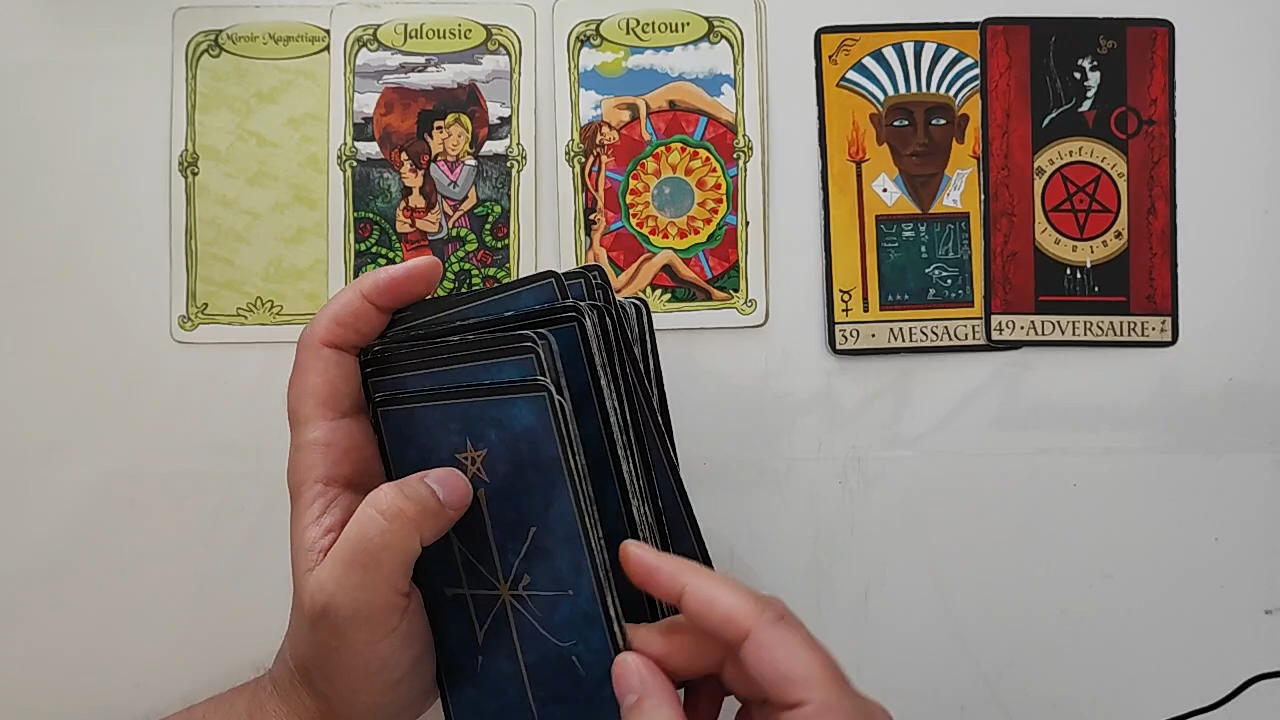 Miroir Magnétique
Jalousie
Retour
39 · MESSAGE
49·ADVERSAIRE·